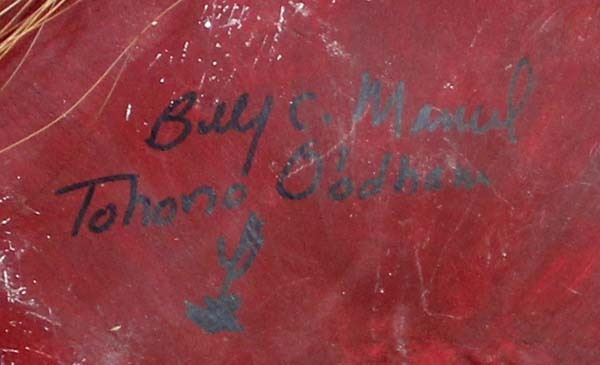 Billy C. Manuel
Tohono O'odham